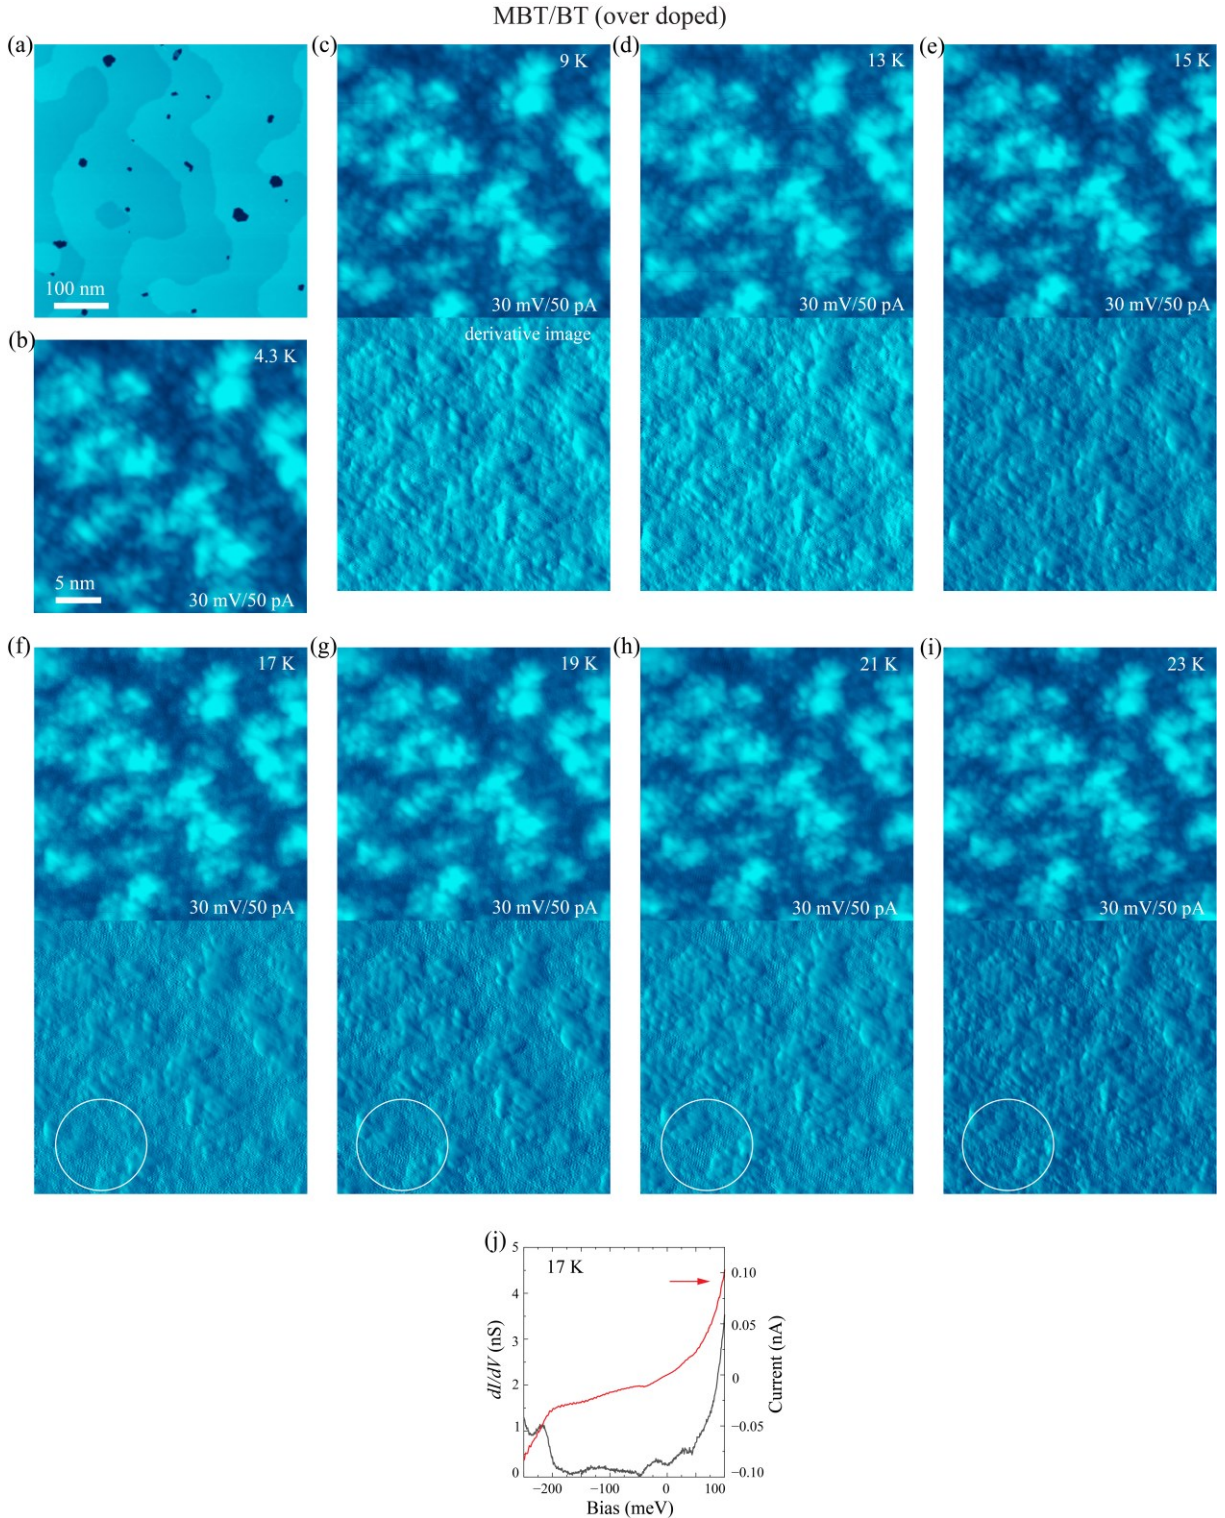 MBT/BT (over doped)
(a)
100 nm
(b)
4.3 K
5 nm
30 mV/50 pA
(c)
9 K
30 mV/50 pA
derivative image
(d)
13 K
30 mV/50 pA
(e)
15 K
30 mV/50 pA
(f)
17 K
30 mV/50 pA
(g)
19 K
30 mV/50 pA
(h)
21 K
30 mV/50 pA
(i)
23 K
30 mV/50 pA
(j)
17 K
5
4
3
2
1
0
dI/dV (nS)
0.10
0.05
0
−0.05
−0.10
Current (nA)
−200
−100
0
100
Bias (meV)